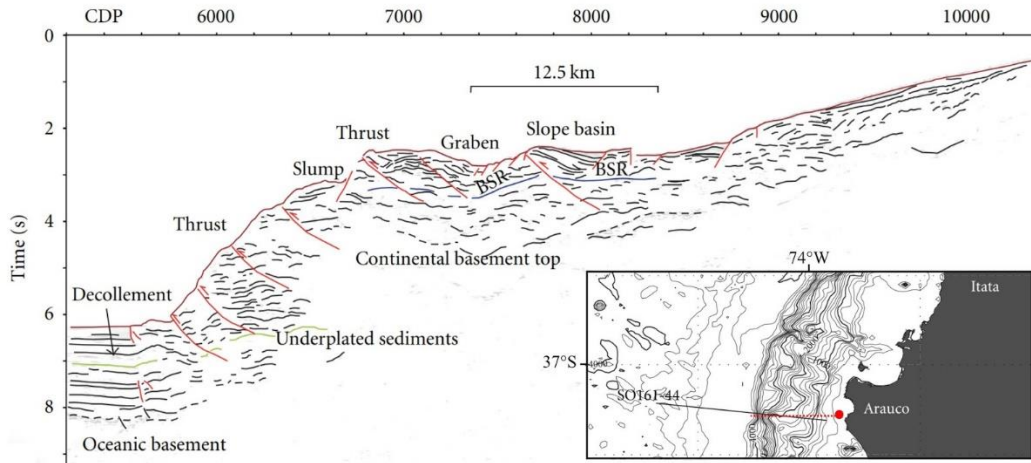 CDP 6000 7000 8000 9000 10000
0
12.5 km
2
Thrust
Graben
Slope basin
Slump
BSR
BSR
4
Thrust
Continental basement top
Time (s)
Decollement
6
Underplated sediments
8
Oceanic basement
74°W
Itata
37°S
SO161-44
Arauco